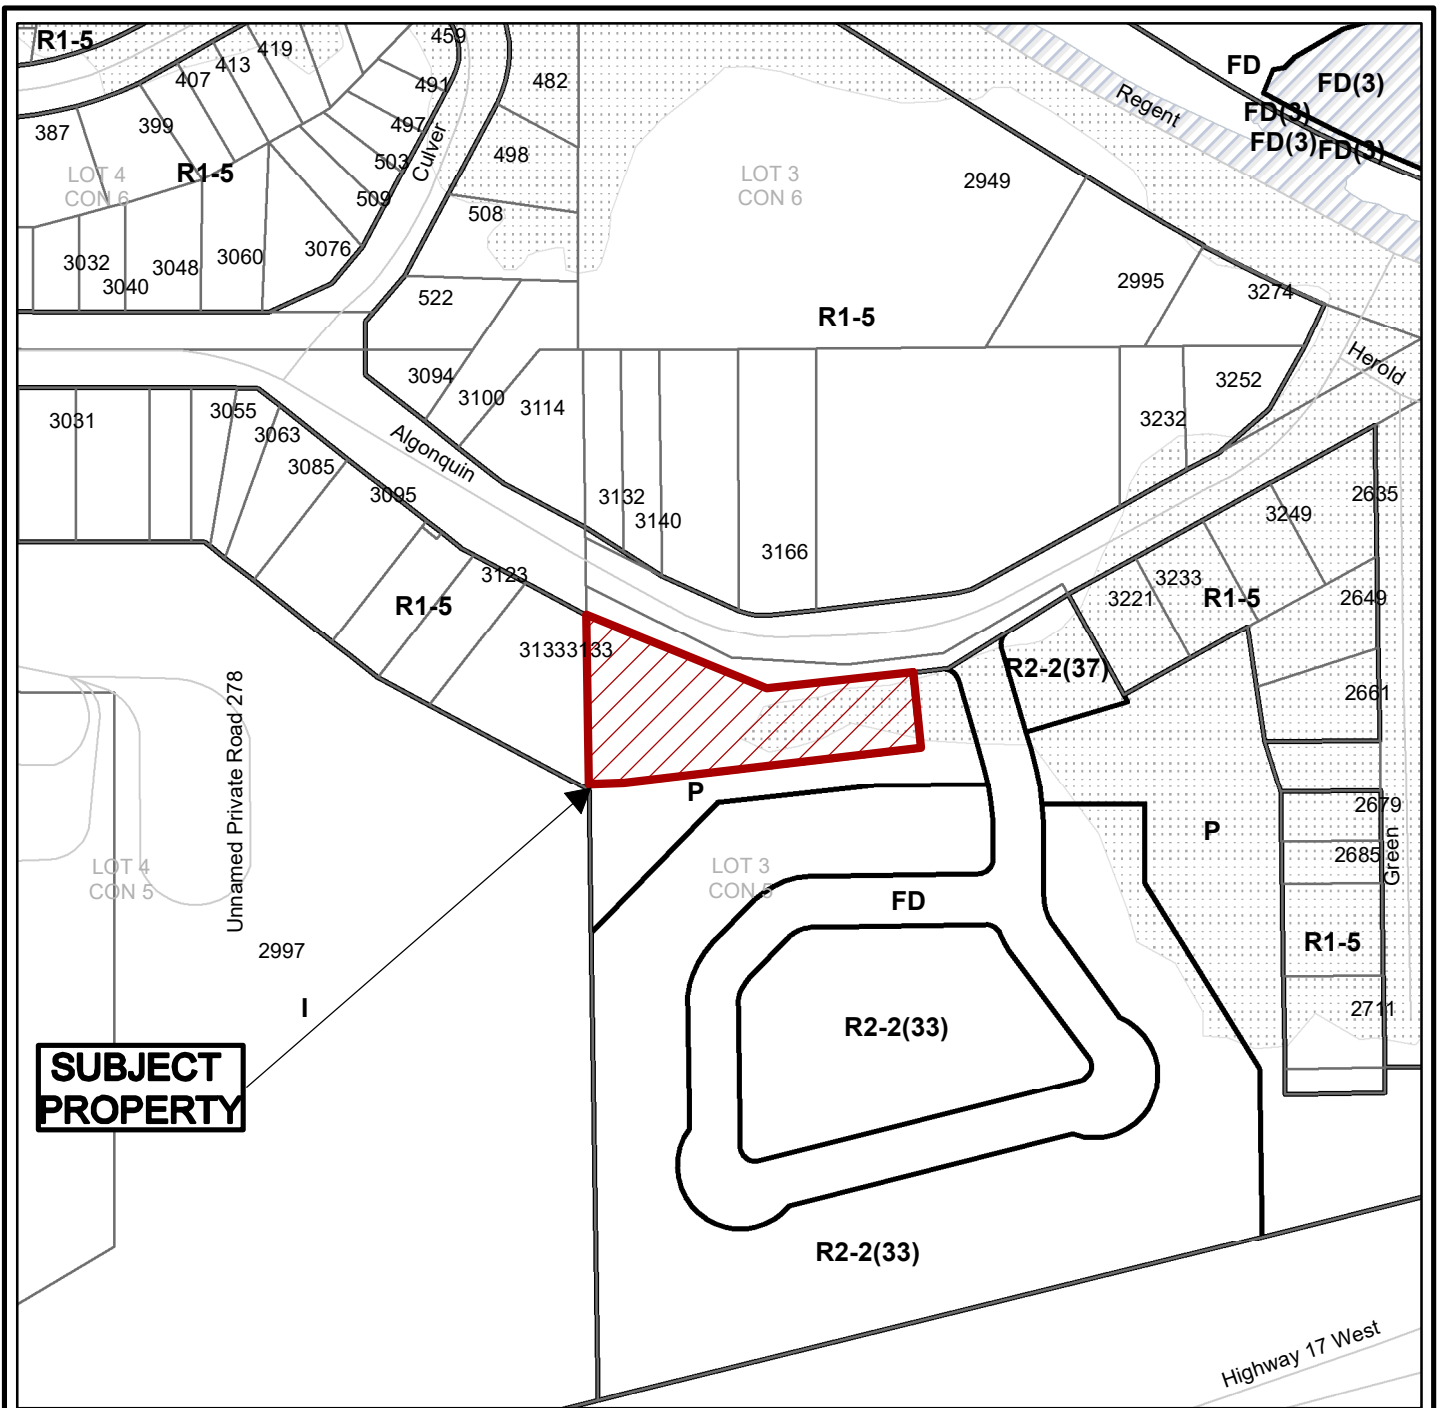 R1-5
419
459
FD
413
407
491
482
FD(3)
Regent
FD(3)
387
399
497
Culver
498
FD(3)
FD(3)
503
LOT 4
CON 6
R1-5
LOT 3
CON 6
2949
509
508
3076
3060
3032
3048
3040
2995
3274
522
R1-5
Herold
3094
3100
3114
3252
3031
3055
3063
3232
Algonquin
3085
3095
3132
3140
2635
3249
3166
3123
3233
3221
R1-5
R1-5
2649
31333133
R2-2(37)
2661
Unnamed Private Road 278
P
2679
P
2685
Green
LOT 4
CON 5
LOT 3
CON 5
FD
2997
R1-5
I
2711
R2-2(33)
SUBJECT
PROPERTY
R2-2(33)
Highway 17 West